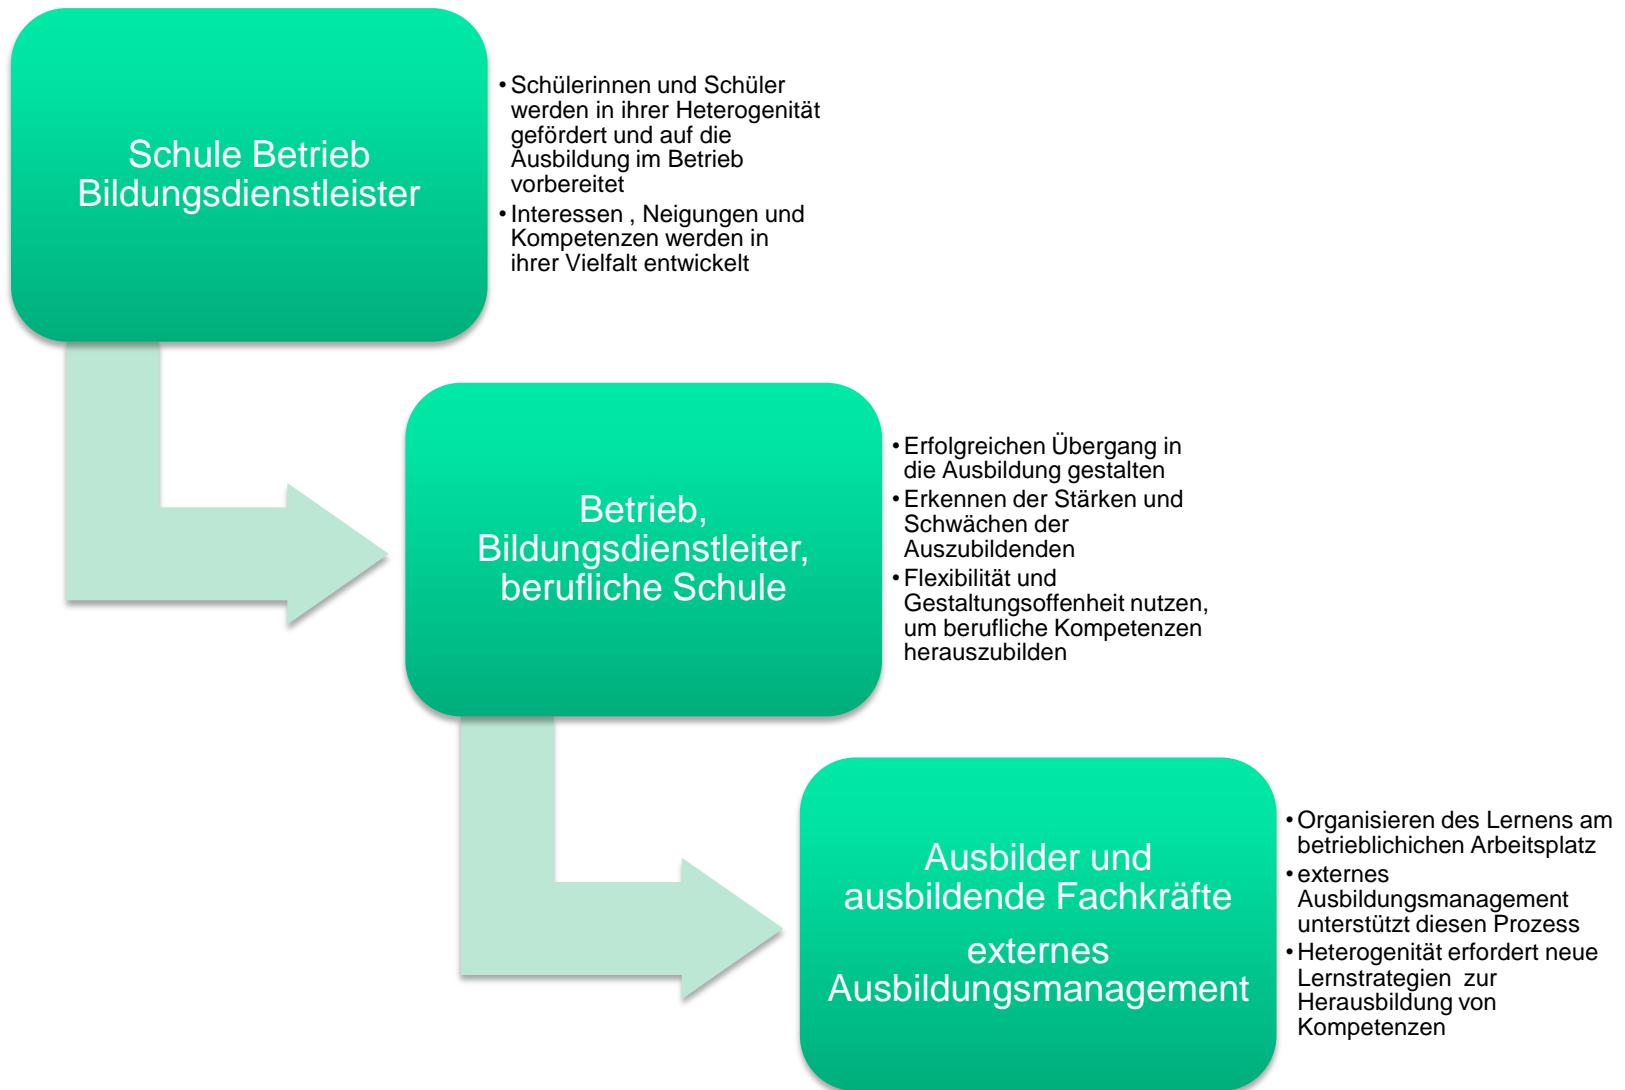 Schule Betrieb
Bildungsdienstleister
• Schülerinnen und Schüler
werden in ihrer Heterogenität
gefördert und auf die
Ausbildung im Betrieb
vorbereitet
• Interessen , Neigungen und
Kompetenzen werden in
ihrer Vielfalt entwickelt
Betrieb,
Bildungsdienstleiter,
berufliche Schule
• Erfolgreichen Übergang in
die Ausbildung gestalten
• Erkennen der Stärken und
Schwächen der
Auszubildenden
• Flexibilität und
Gestaltungsoffenheit nutzen,
um berufliche Kompetenzen
herauszubilden
Ausbilder und
ausbildende Fachkräfte
externes
Ausbildungsmanagement
• Organisieren des Lernens am
betrieblichichen Arbeitsplatz
• externes
Ausbildungsmanagement
unterstützt diesen Prozess
• Heterogenität erfordert neue
Lernstrategien zur
Herausbildung von
Kompetenzen